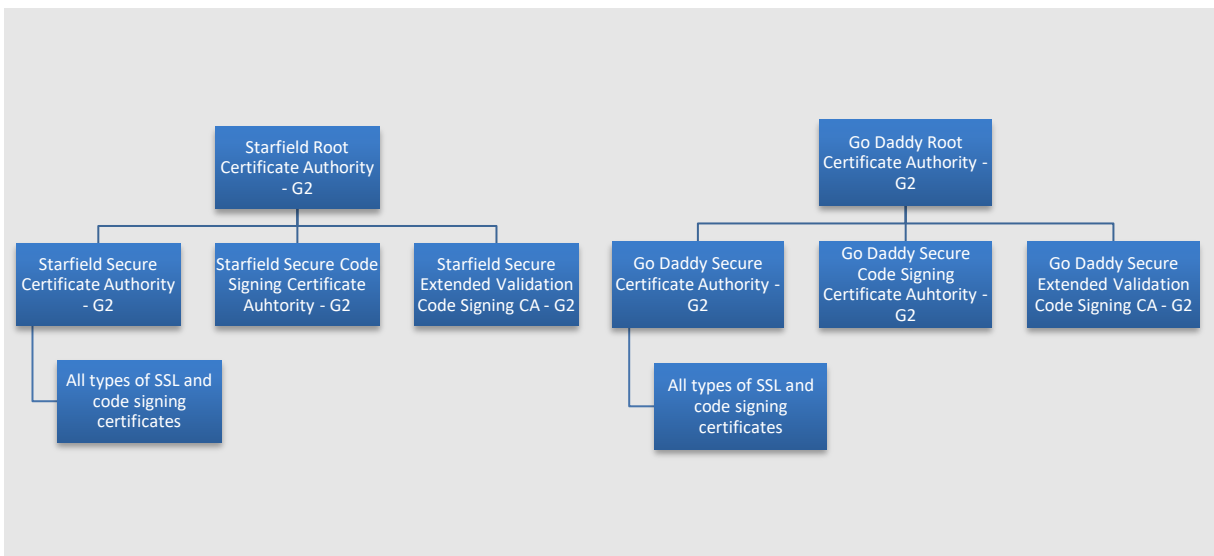 Starfield Root
Certificate Authority
- G2
Go Daddy Root
Certificate Authority -
G2
Starfield Secure
Certificate Authority
- G2
Starfield Secure Code
Signing Certificate
Auhtority - G2
Starfield Secure
Extended Validation
Code Signing CA - G2
Go Daddy Secure
Certificate Authority -
G2
Go Daddy Secure
Code Signing
Certificate Auhtority -
G2
Go Daddy Secure
Extended Validation
Code Signing CA - G2
All types of SSL and
code signing
certificates
All types of SSL and
code signing
certificates